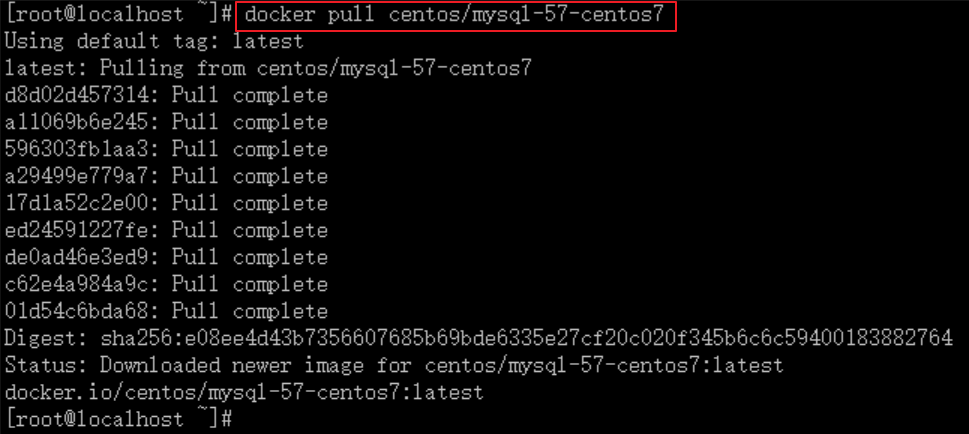 [root@localhost ~]# docker pull centos/mysql-57-centos7
Using default tag: latest
latest: Pulling from centos/mysql-57-centos7
d8d02d457314: Pull complete
a11069b6e245: Pull complete
596303fb1aa3: Pull complete
a29499e779a7: Pull complete
17d1a52c2e00: Pull complete
ed24591227fe: Pull complete
de0ad46e3ed9: Pull complete
c62e4a984a9c: Pull complete
01d54c6bda68: Pull complete
Digest: sha256:e08ee4d43b7356607685b69bde6335e27cf20c020f345b6c6c59400183882764
Status: Downloaded newer image for centos/mysql-57-centos7:latest
docker.io/centos/mysql-57-centos7:latest
[root@localhost ~]#